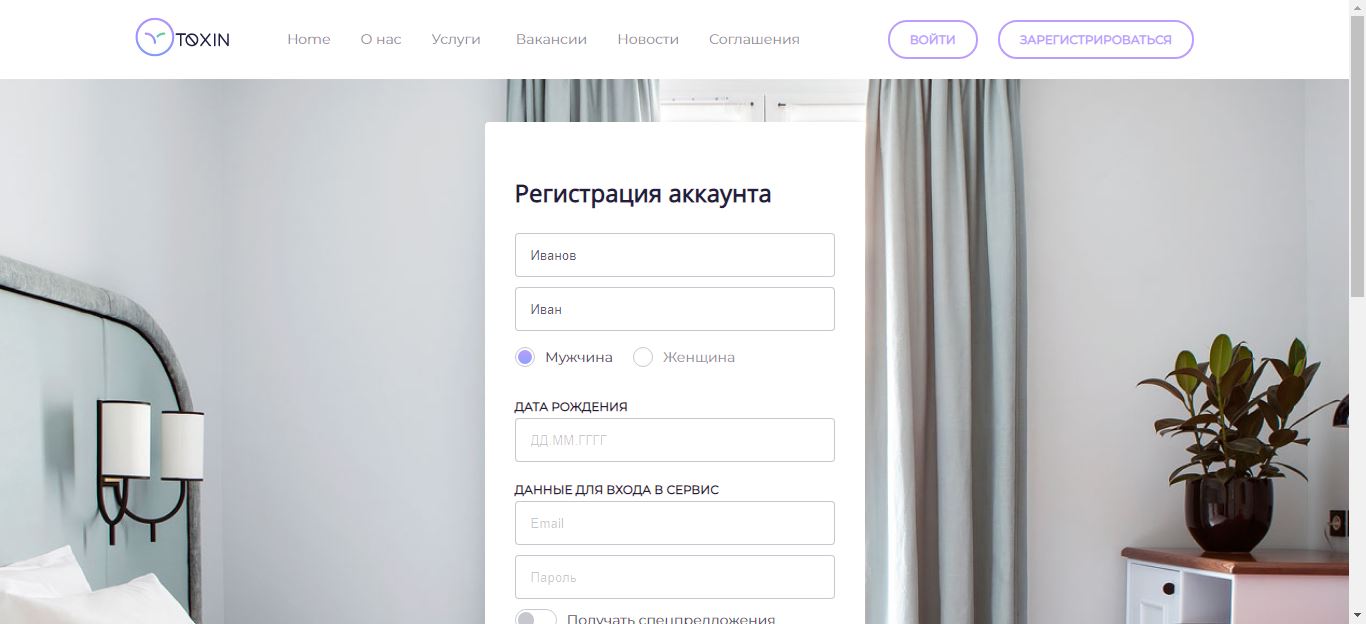 TOXIN Home О нас Услуги Вакансии Новости Соглашения ВОЙТИ ЗАРЕГИСТРИРОВАТЬСЯ
Регистрация аккаунта
Иванов
Иван
Мужчина Женщина
ДАТА РОЖДЕНИЯ
ДД.ММ.ГГГГ
ДАННЫЕ ДЛЯ ВХОДА В СЕРВИС
Email
Пароль
Получать спецпредложения